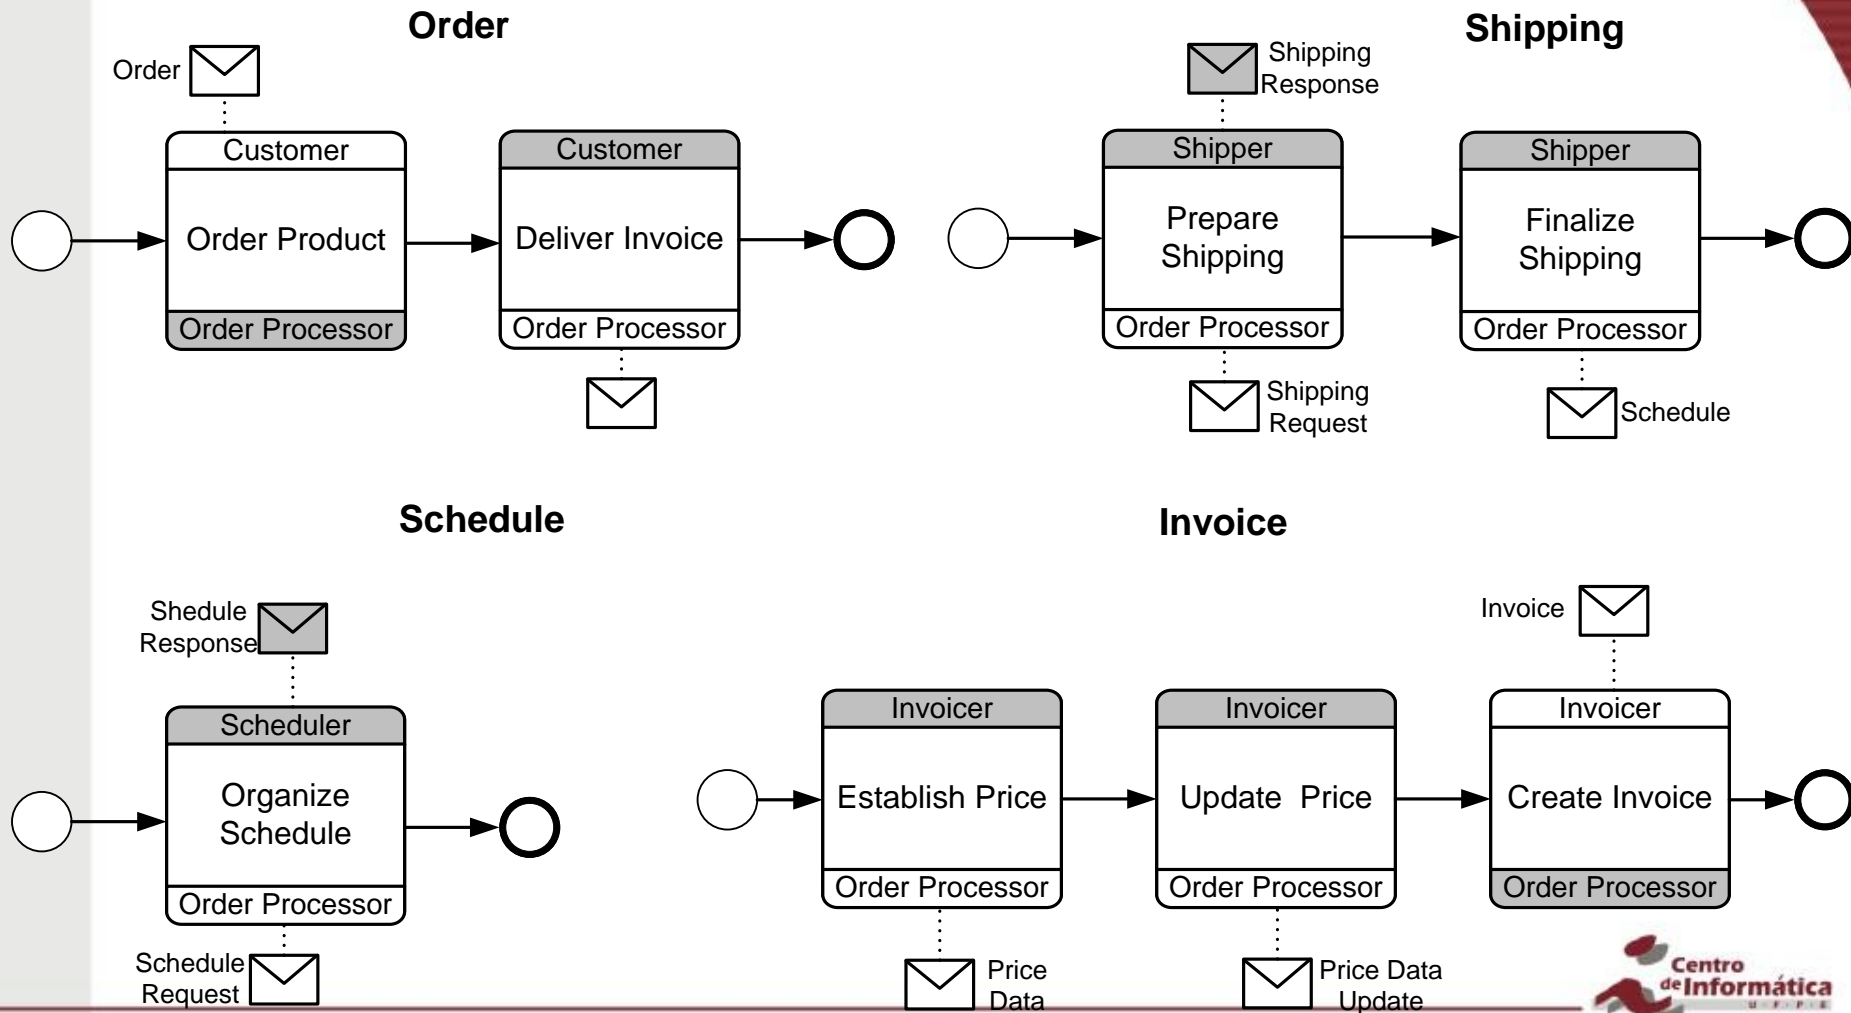 Order
Order
Customer
Order Product
Order Processor
Customer
Deliver Invoice
Order Processor
Shipping
Shipping
Response
Shipper
Prepare
Shipping
Order Processor
Shipping
Request
Shipper
Finalize
Shipping
Order Processor
Schedule
Schedule
Shedule
Response
Scheduler
Organize
Schedule
Order Processor
Schedule
Request
Invoice
Invoicer
Establish Price
Order Processor
Price
Data
Invoicer
Update Price
Order Processor
Price Data
Update
Invoice
Invoicer
Create Invoice
Order Processor
Centro
de Informática
U·F·P·E